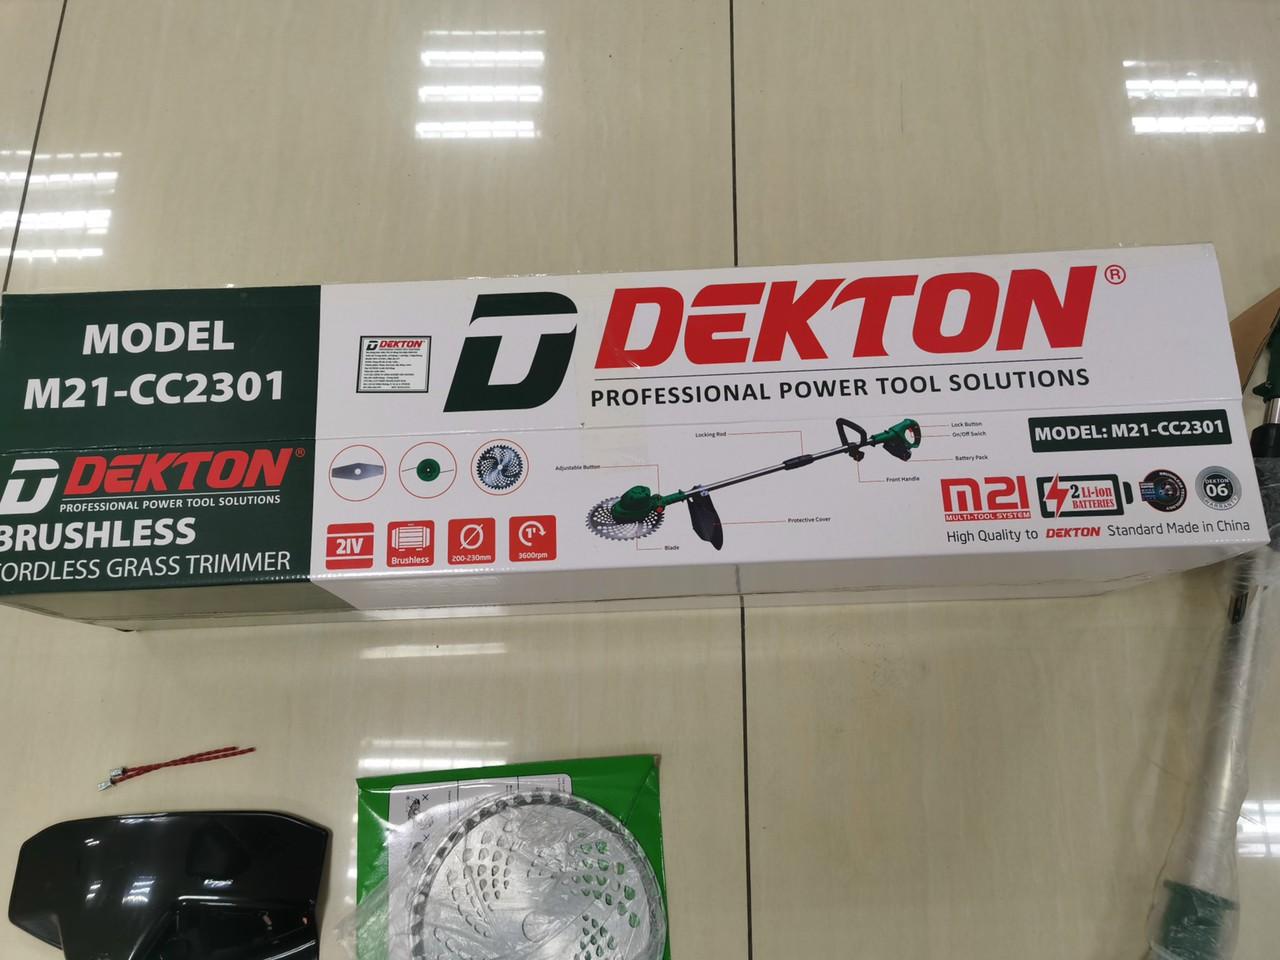 MODEL
M21-CC2301
DEKTON®
PROFESSIONAL POWER TOOL SOLUTIONS
BRUSHLESS
CORDLESS GRASS TRIMMER
DEKTON
DEKTON®
PROFESSIONAL POWER TOOL SOLUTIONS
MODEL: M21-CC2301
Locking Rod
Lock Button
On/Off Swich
Battery Pack
Front Handle
Adjustable Button
Protective Cover
Blade
21V
Brushless
200-230mm
3600rpm
M21
MULTI-TOOL SYSTEM
2 Li-ion
BATTERIES
DEKTON
06
WARRANTY
High Quality to DEKTON Standard Made in China